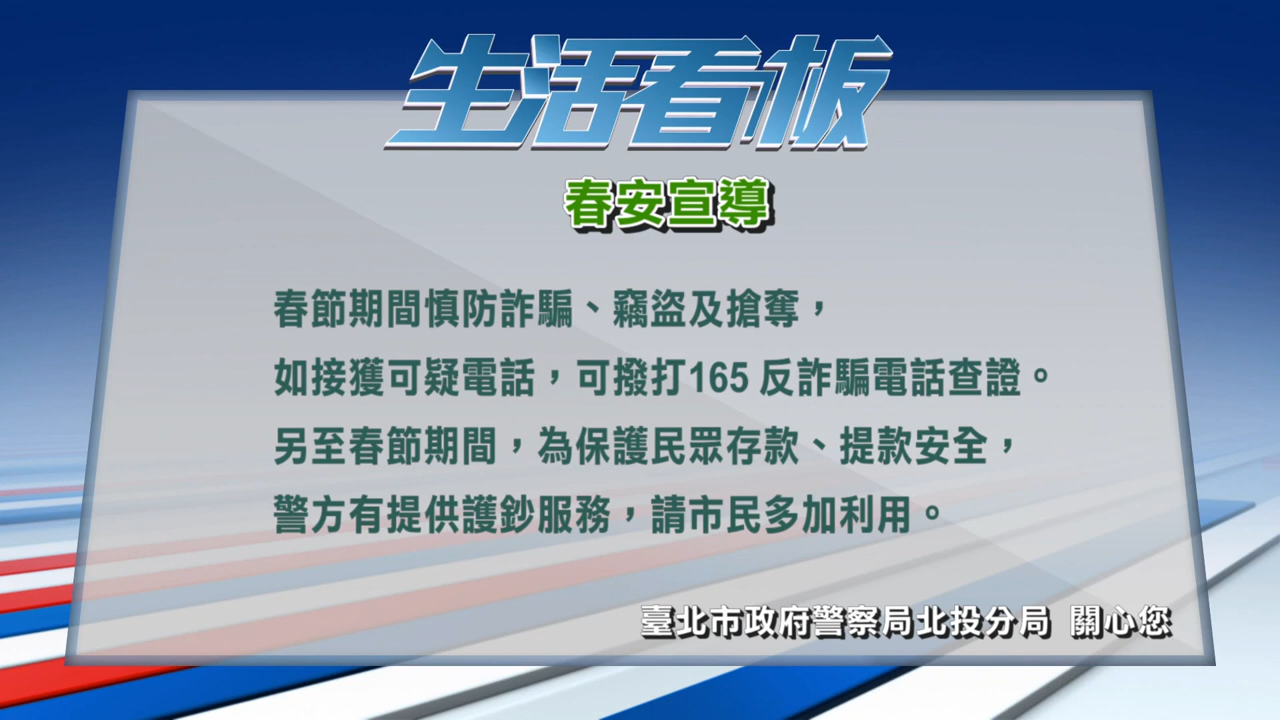 生活看板
春安宣導
春節期間慎防詐騙、竊盜及搶奪，
如接獲可疑電話，可撥打165 反詐騙電話查證。
另至春節期間，為保護民眾存款、提款安全，
警方有提供護鈔服務，請市民多加利用。
臺北市政府警察局北投分局 關心您